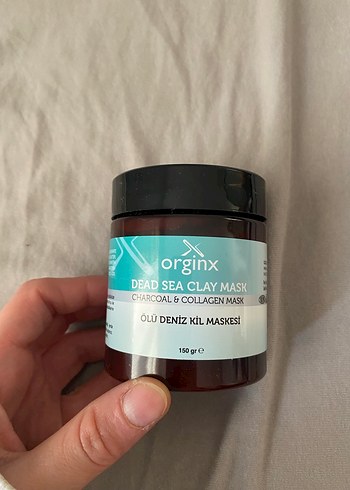 orginx
DEAD SEA CLAY MASK
CHARCOAL & COLLAGEN MASK
ÖLÜ DENİZ KİL MASKESİ
150 gr ℮